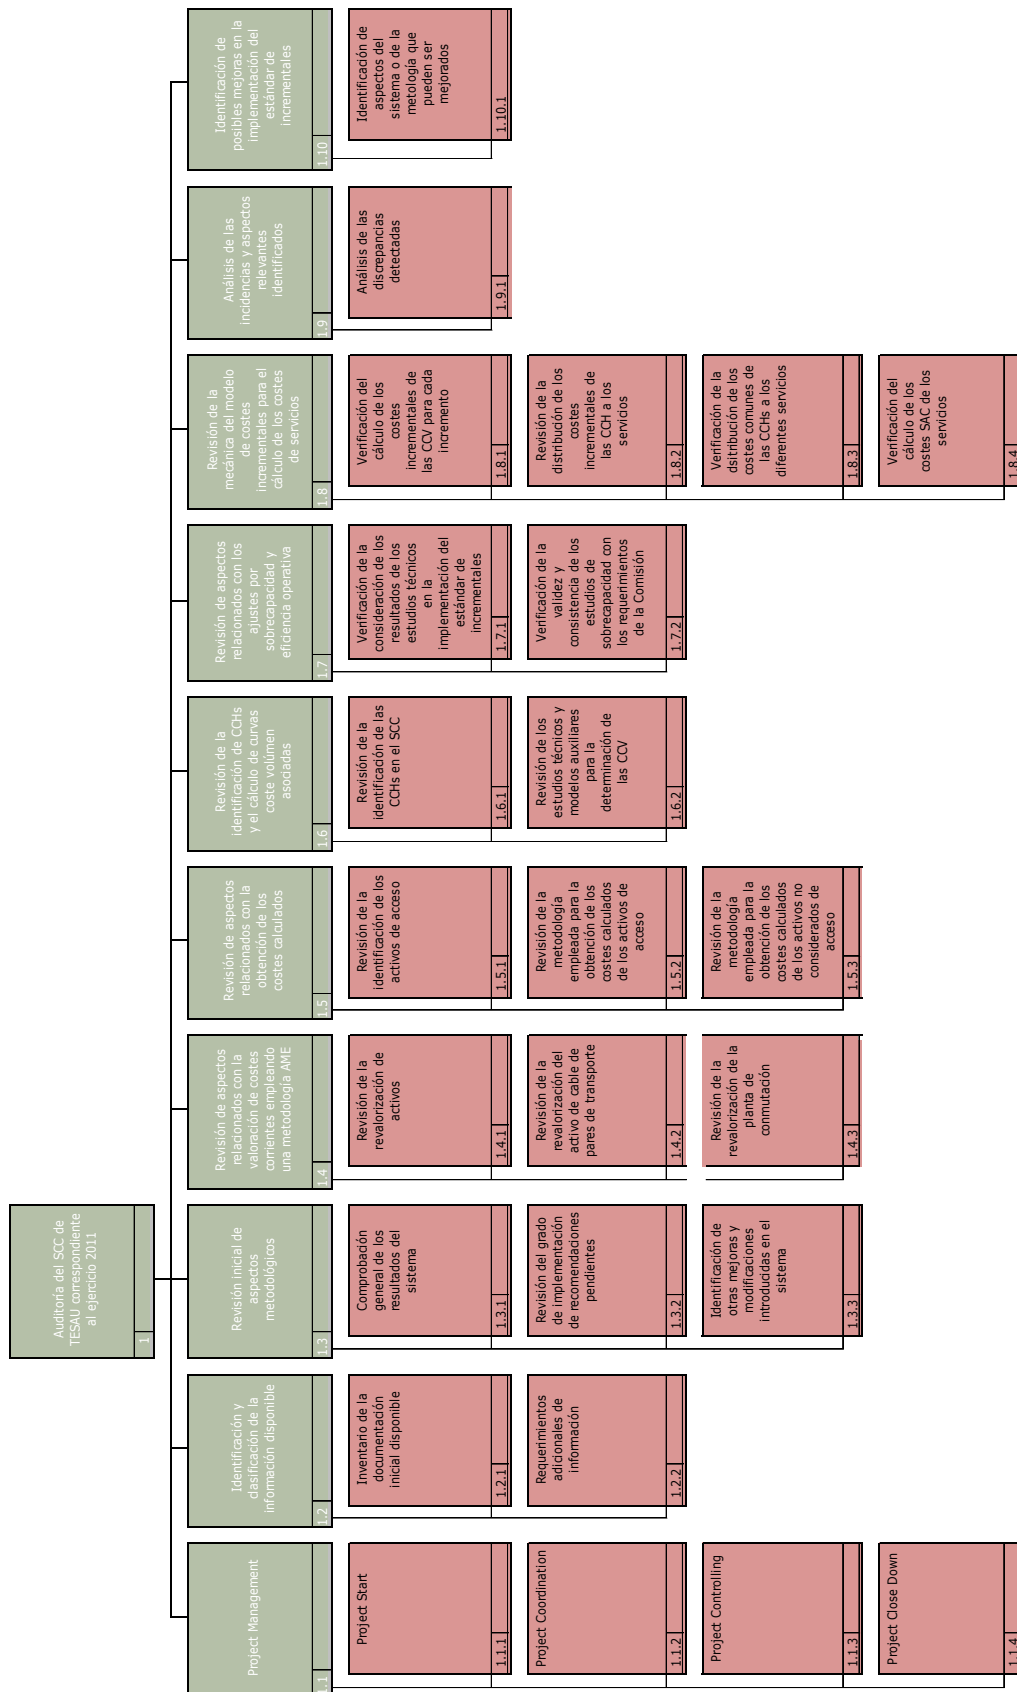 Auditoría del SCC de
TESAU correspondiente
al ejercicio 2011
1
Project Management
1.1
Project Start
1.1.1
Project Coordination
1.1.2
Project Controlling
1.1.3
Project Close Down
1.1.4
Identificación y
clasificación de la
información disponible
1.2
Inventario de la
documentación
inicial disponible
1.2.1
Requerimientos
adicionales de
información
1.2.2
Revisión inicial de
aspectos
metodológicos
1.3
Comprobación
general de los
resultados del
sistema
1.3.1
Revisión del grado
de implementación
de recomendaciones
pendientes
1.3.2
Identificación de
otras mejoras y
modificaciones
introducidas en el
sistema
1.3.3
Revisión de aspectos
relacionados con la
valoración de costes
corrientes empleando
una metodología AME
1.4
Revisión de la
revalorización de
activos
1.4.1
Revisión de la
revalorización del
activo de cable de
pares de transporte
1.4.2
Revisión de la
revalorización de la
planta de
conmutación
1.4.3
Revisión de aspectos
relacionados con la
obtención de los
costes calculados
1.5
Revisión de la
identificación de los
activos de acceso
1.5.1
Revisión de la
metodología
empleada para la
obtención de los
costes calculados
de los activos de
acceso
1.5.2
Revisión de la
metodología
empleada para la
obtención de los
costes calculados
de los activos no
considerados de
acceso
1.5.3
Revisión de la
identificación de CCHs
y el cálculo de curvas
coste volúmen
asociadas
1.6
Revisión de la
identificación de las
CCHs en el SCC
1.6.1
Revisión de los
estudios técnicos y
modelos auxiliares
para la
determinación de
las CCV
1.6.2
Revisión de aspectos
relacionados con los
ajustes por
sobrecapacidad y
eficiencia operativa
1.7
Verificación de la
consideración de los
resultados de los
estudios técnicos
en la
implementación del
estándar de
incrementales
1.7.1
Verificación de la
validez y
consistencia de los
estudios de
sobrecapacidad con
los requerimientos
de la Comisión
1.7.2
Revisión de la
mecánica del modelo
de costes
incrementales para el
cálculo de los costes
de servicios
1.8
Verificación del
cálculo de los
costes
incrementales de
las CCV para cada
incremento
1.8.1
Revisión de la
distribución de los
costes
incrementales de
las CCH a los
servicios
1.8.2
Verificación de la
dsitribución de los
costes comunes de
las CCHs a los
diferentes servicios
1.8.3
Verificación del
cálculo de los
costes SAC de los
servicios
1.8.4
Análisis de las
incidencias y aspectos
relevantes
identificados
1.9
Análisis de las
discrepancias
detectadas
1.9.1
Identificación de
posibles mejoras en la
implementación del
estándar de
incrementales
1.10
Identificación de
aspectos del
sistema o de la
metología que
pueden ser
mejorados
1.10.1